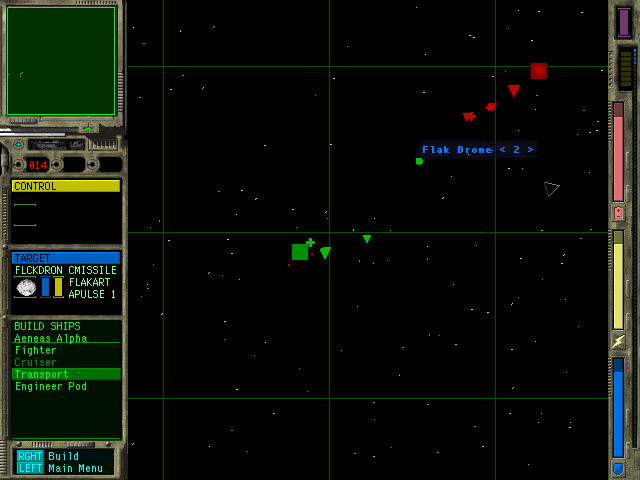 Flak Drone < 2 >
014
CONTROL
TARGET
FLCKDRON CMISSILE
FLAKART
APULSE 1
BUILD SHIPS
Aeneas Alpha
Fighter
Cruiser
Transport
Engineer Pod
RGHT Build
LEFT Main Menu